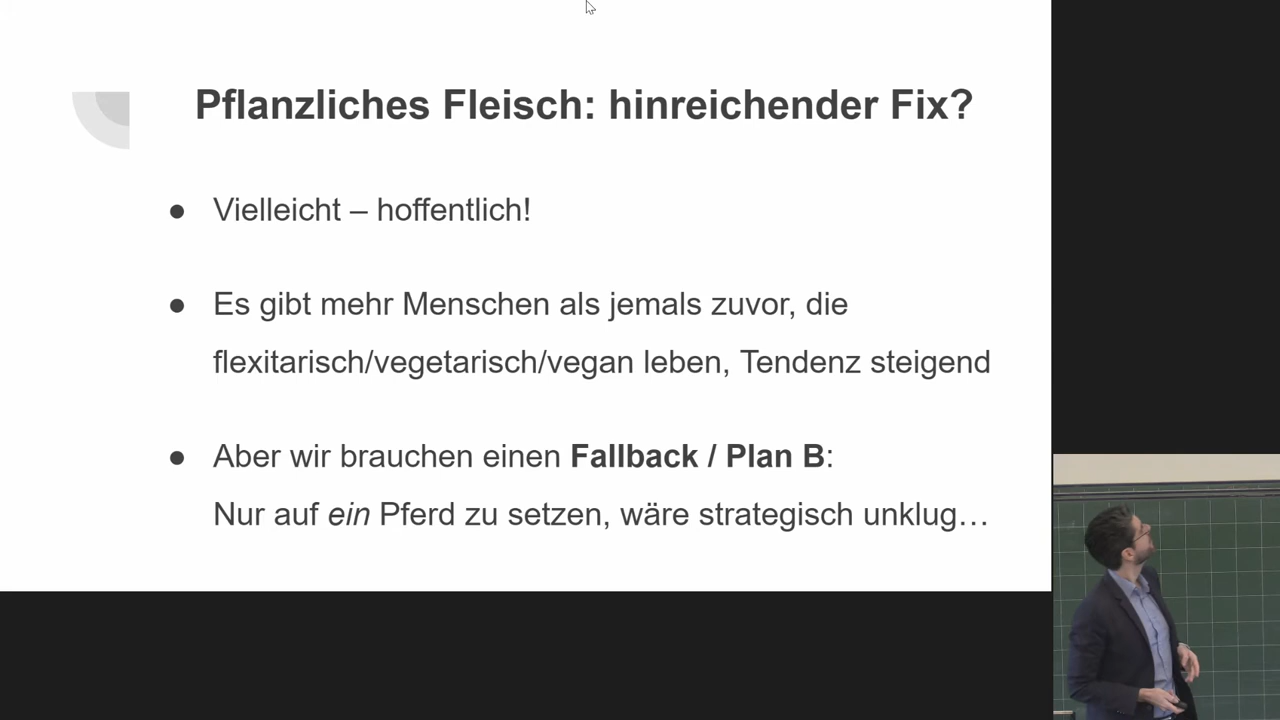 Pflanzliches Fleisch: hinreichender Fix?
● Vielleicht – hoffentlich!
● Es gibt mehr Menschen als jemals zuvor, die
flexitarisch/vegetarisch/vegan leben, Tendenz steigend
● Aber wir brauchen einen Fallback / Plan B:
Nur auf ein Pferd zu setzen, wäre strategisch unklug…